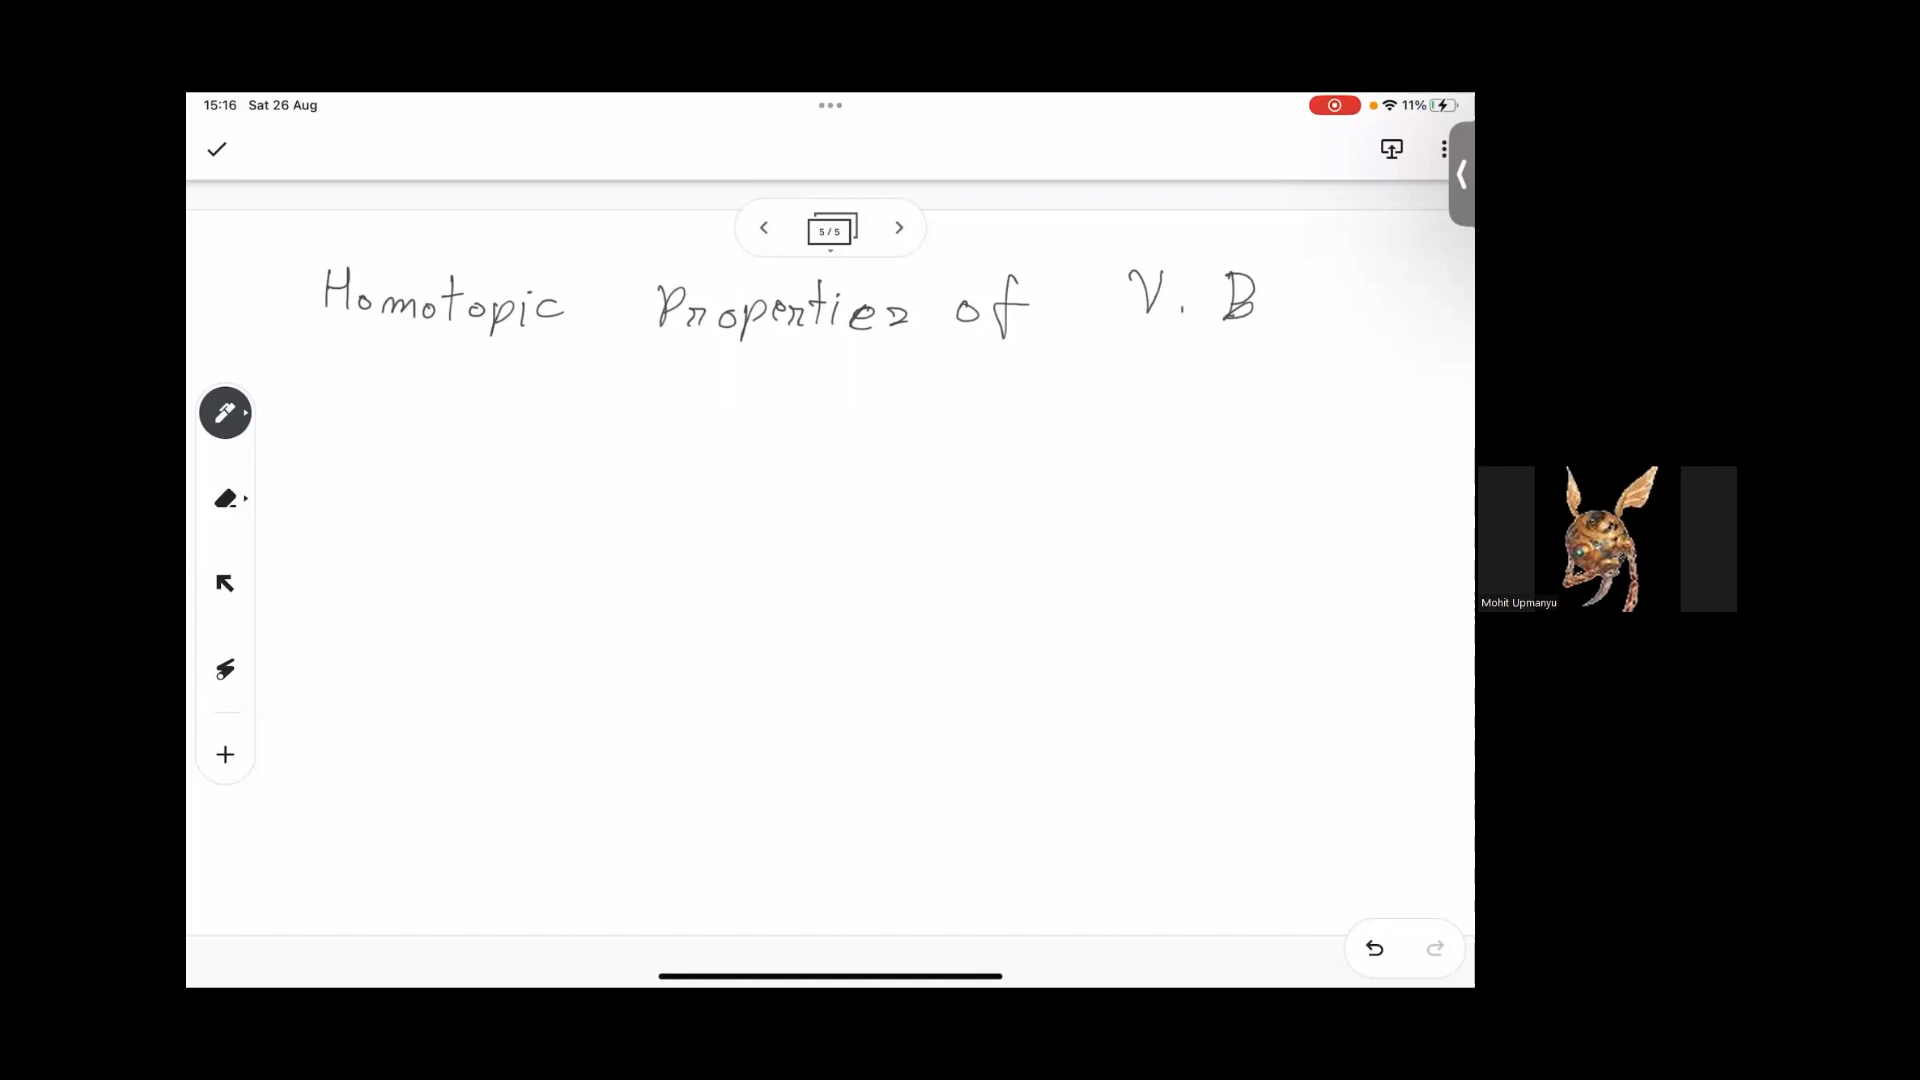 15:16 Sat 26 Aug
11%
5 / 5
Homotopic Properties of V. B
Mohit Upmanyu